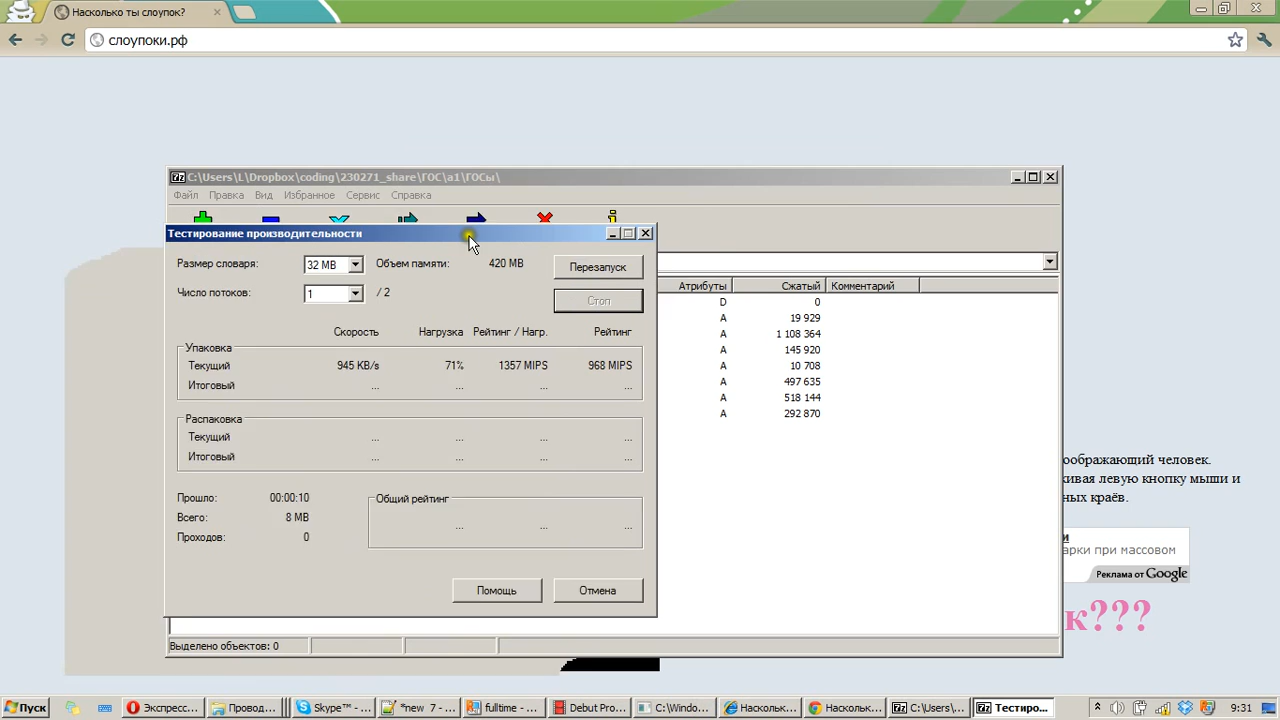 Насколько ты слоупок?
слоупоки.рф
C:\Users\L\Dropbox\coding\230271_share\ГОС\a1\ГОСы\
Файл Правка Вид Избранное Сервис Справка
Тестирование производительности
Размер словаря: 32 MB Объем памяти: 420 MB Перезапуск
Число потоков: 1 / 2 Стоп
Скорость Нагрузка Рейтинг / Нагр. Рейтинг
Упаковка
Текущий 945 KB/s 71% 1357 MIPS 968 MIPS
Итоговый ... ... ... ...
Распаковка
Текущий ... ... ... ...
Итоговый ... ... ... ...
Прошло: 00:00:10 Общий рейтинг
Всего: 8 MB ... ... ...
Проходов: 0
Помощь Отмена
Атрибуты Сжатый Комментарий
D 0
A 19 929
A 1 108 364
A 145 920
A 10 708
A 497 635
A 518 144
A 292 870
Выделено объектов: 0
оображающий человек.
кивая левую кнопку мыши и
ных краёв.
и
арки при массовом
Реклама от Google
к???
Пуск Экспресс... Провод... Skype™ - ... *new 7 - ... fulltime - ... Debut Pro... C:\Windo... Наскольк... Наскольк... C:\Users\... Тестиро... 9:31